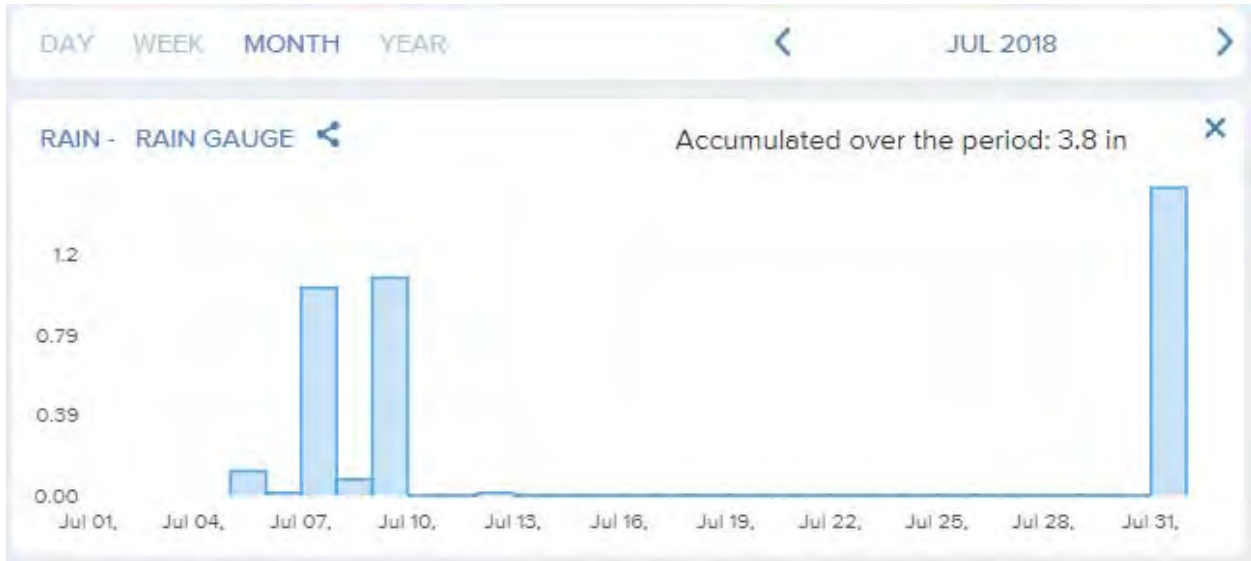 DAY WEEK MONTH YEAR JUL 2018
RAIN - RAIN GAUGE Accumulated over the period: 3.8 in
1.2
0.79
0.39
0.00
Jul 01, Jul 04, Jul 07, Jul 10, Jul 13, Jul 16, Jul 19, Jul 22, Jul 25, Jul 28, Jul 31,